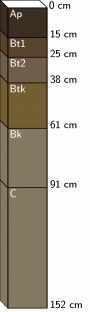 0 cm
Ap
15 cm
Bt1
25 cm
Bt2
38 cm
Btk
61 cm
Bk
91 cm
C
152 cm